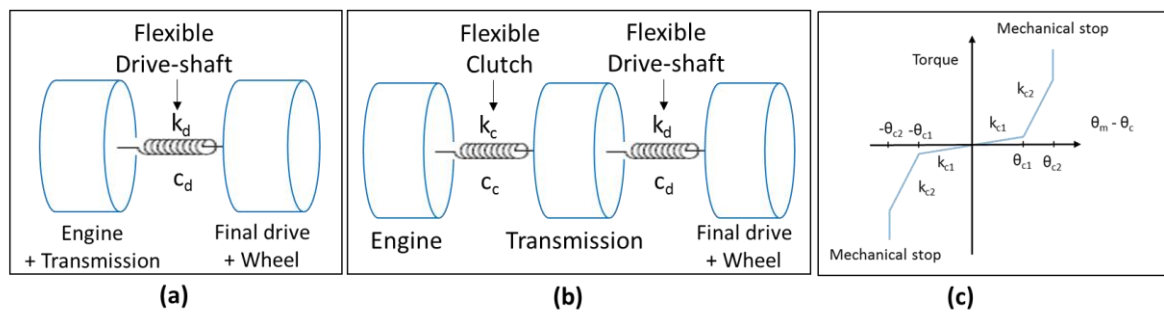 Flexible
Drive-shaft
k_d
c_d
Engine
+ Transmission
Final drive
+ Wheel
(a)
Flexible
Clutch
Flexible
Drive-shaft
k_c
k_d
c_c
c_d
Engine
Transmission
Final drive
+ Wheel
(b)
Mechanical stop
Torque
k_c2
-θ_c2 -θ_c1
k_c1
θ_m - θ_c
k_c1
θ_c1 θ_c2
k_c2
Mechanical stop
(c)